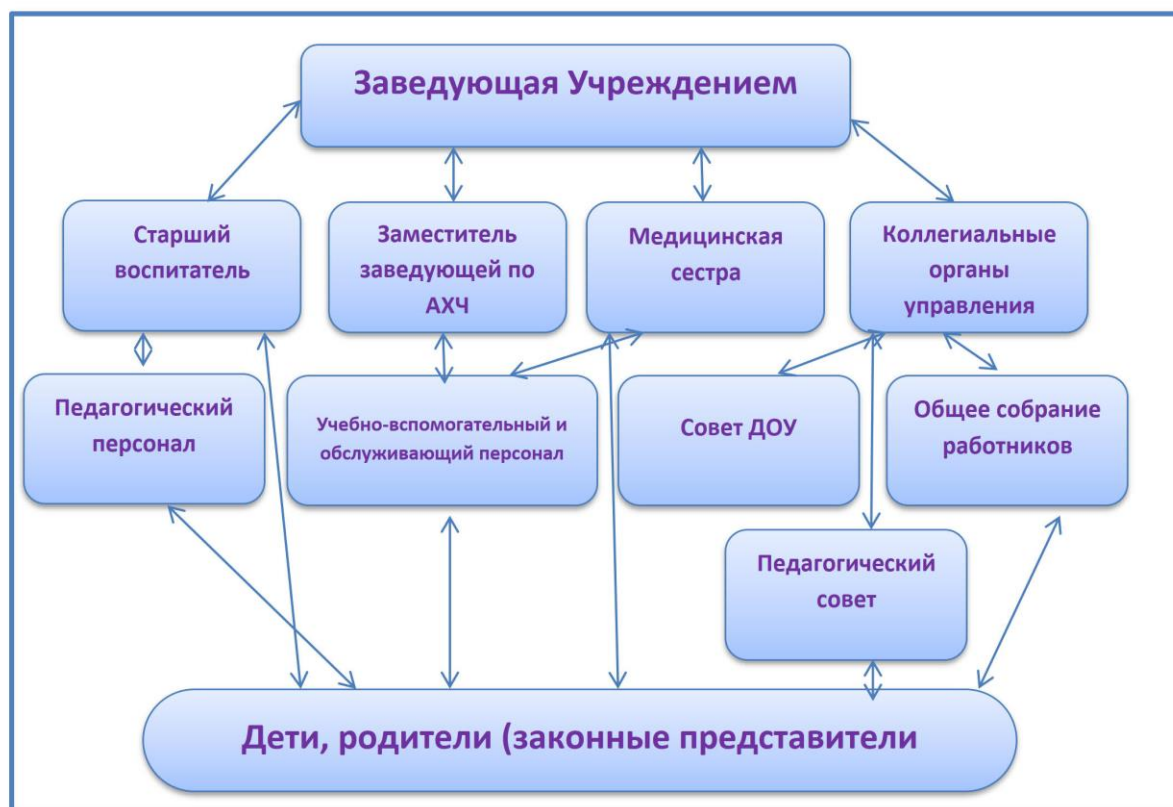 Заведующая Учреждением
Старший
воспитатель
Заместитель
заведующей по
АХЧ
Медицинская
сестра
Коллегиальные
органы
управления
Педагогический
персонал
Учебно-вспомогательный и
обслуживающий персонал
Совет ДОУ
Общее собрание
работников
Педагогический
совет
Дети, родители (законные представители